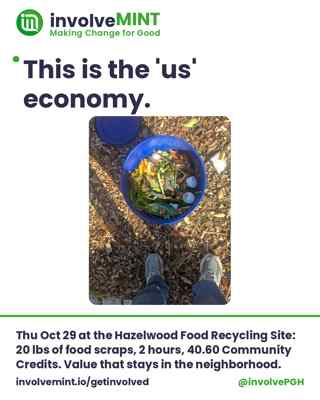 involveMINT
Making Change for Good
This is the 'us'
economy.
Thu Oct 29 at the Hazelwood Food Recycling Site:
20 lbs of food scraps, 2 hours, 40.60 Community
Credits. Value that stays in the neighborhood.
involvemint.io/getinvolved
@involvePGH